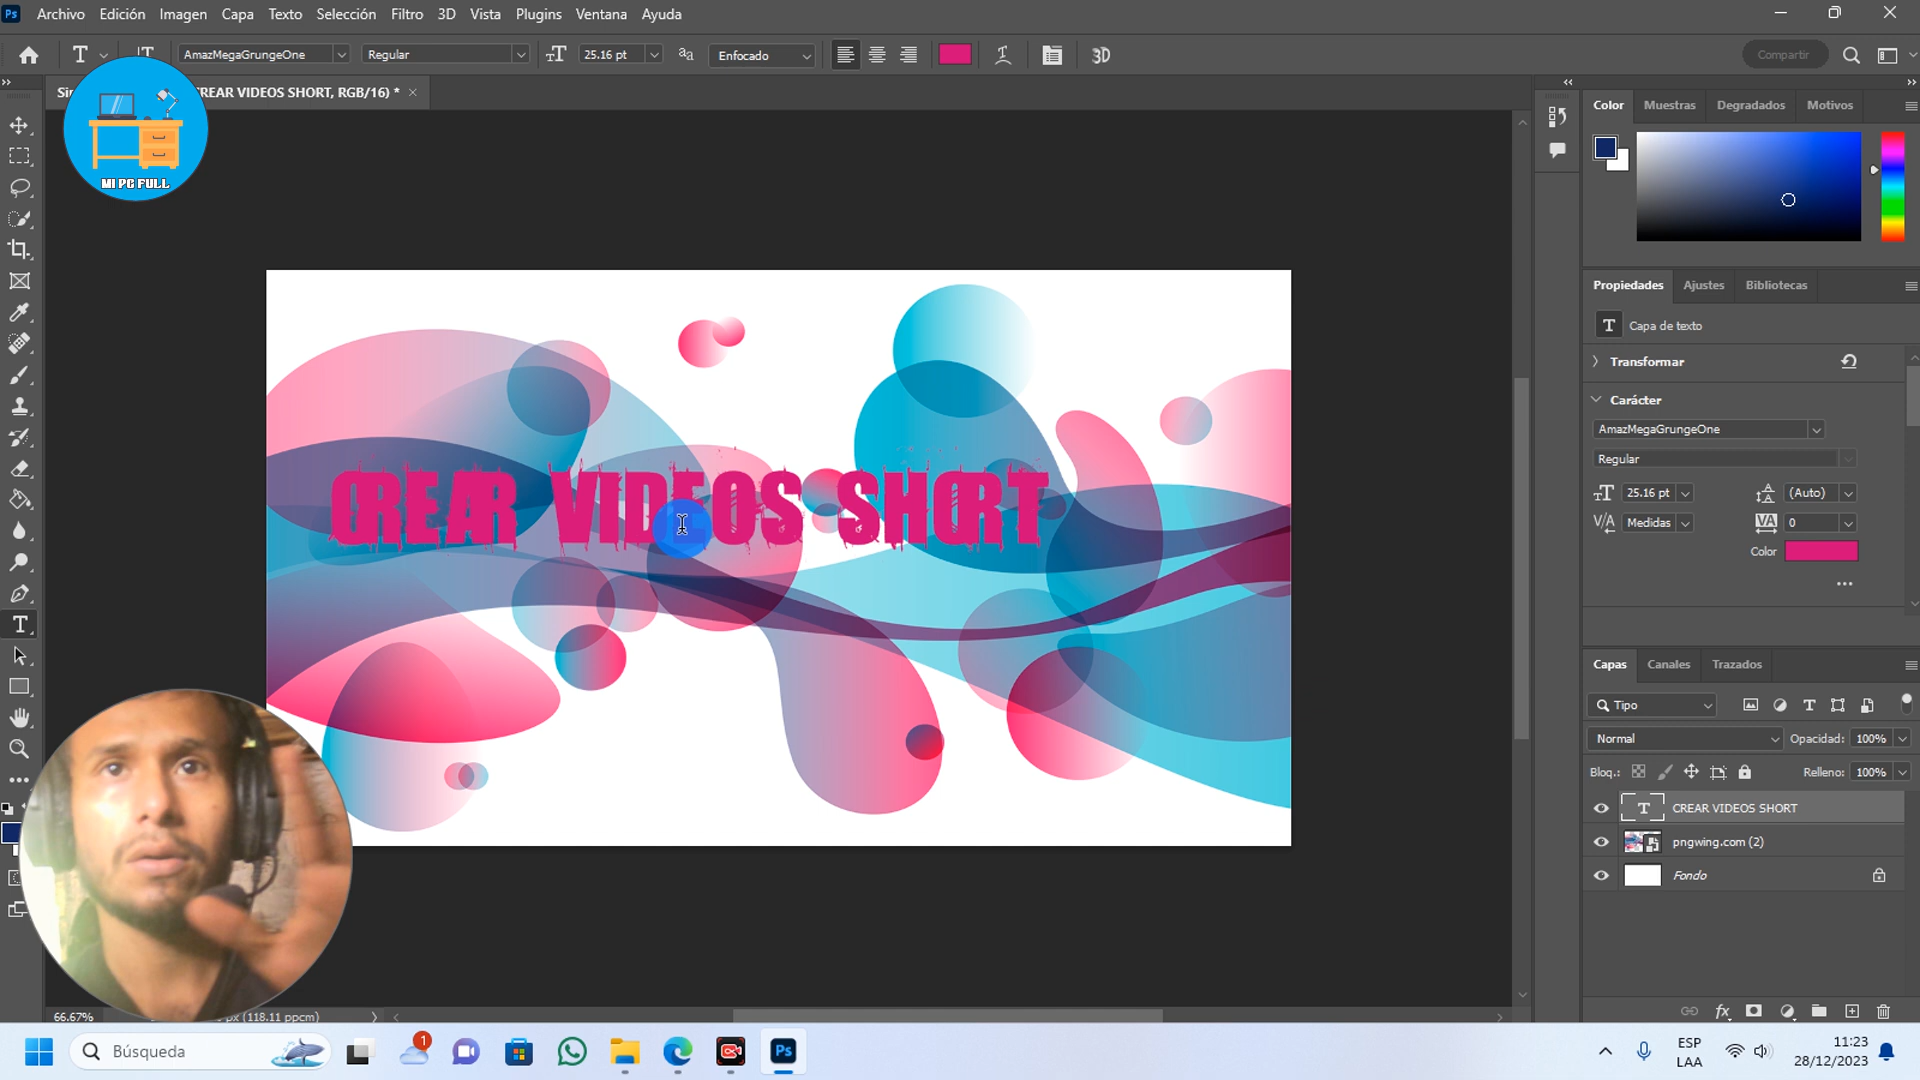 Ps Archivo Edición Imagen Capa Texto Selección Filtro 3D Vista Plugins Ventana Ayuda
AmazMegaGrungeOne Regular 25.16 pt Enfocado 3D Compartir
CREAR VIDEOS SHORT, RGB/16) *
MI PC FULL
CREAR VIDEOS SHORT
Color Muestras Degradados Motivos
Propiedades Ajustes Bibliotecas
Capa de texto
Transformar
Carácter
AmazMegaGrungeOne
Regular
25.16 pt (Auto)
Medidas 0
Color
Capas Canales Trazados
Tipo
Normal Opacidad: 100%
Bloq.: Relleno: 100%
CREAR VIDEOS SHORT
pngwing.com (2)
Fondo
66.67% px (118.11 ppcm)
Búsqueda
1
Ps
ESP
LAA
11:23
28/12/2023